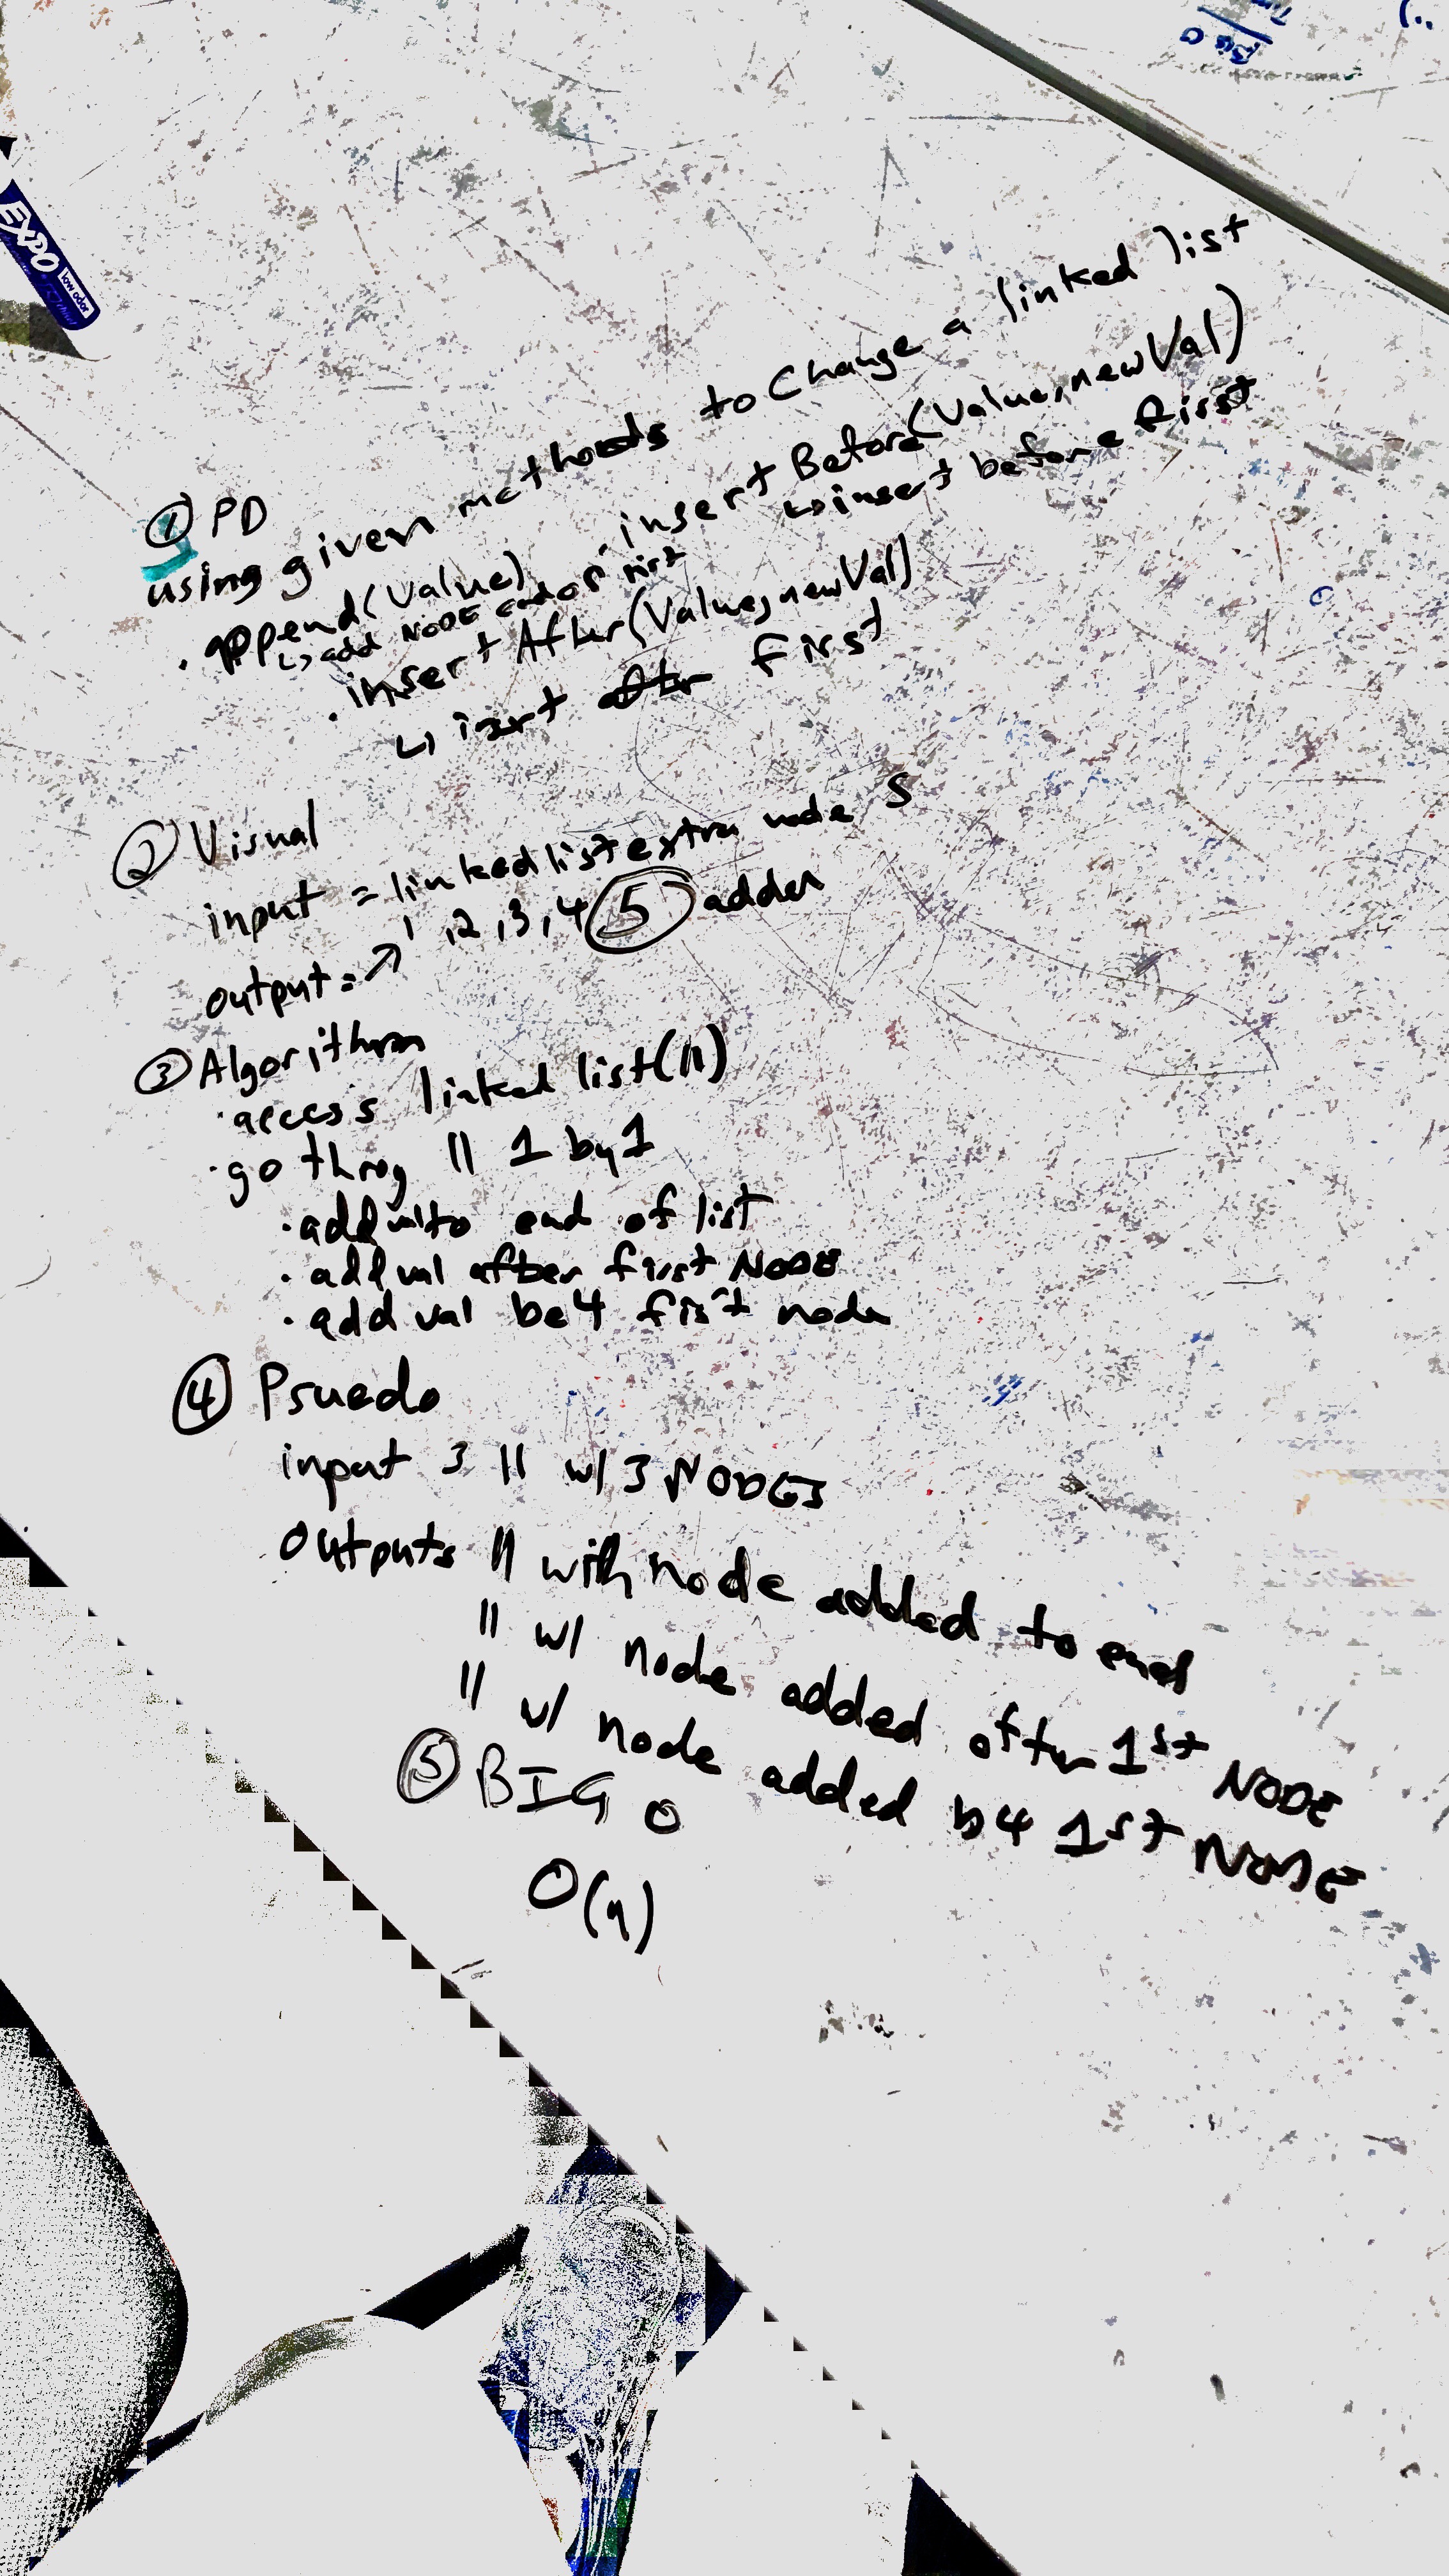 EXPO
low odor
Big O
① PD
using given methods to change a linked list
· append(value)
↳ add NODE end of list
· insert Before(Value, newVal)
↳ insert before first
· insert After(Value, newVal)
↳ insrt after first
② Visual
input = linked list extra node 5
1, 2, 3, 4 5 added
output = ↗
③ Algorithm
· access linked list(ll)
· go throg ll 1 by 1
· add val to end of list
· add val after first NODE
· add val be4 first node
④ Psuedo
input 3 ll w/ 3 NODES
Outputs ll with node added to end
ll w/ node added after 1st NODE
ll w/ node added b4 1st NODE
⑤ BIG O
O(n)